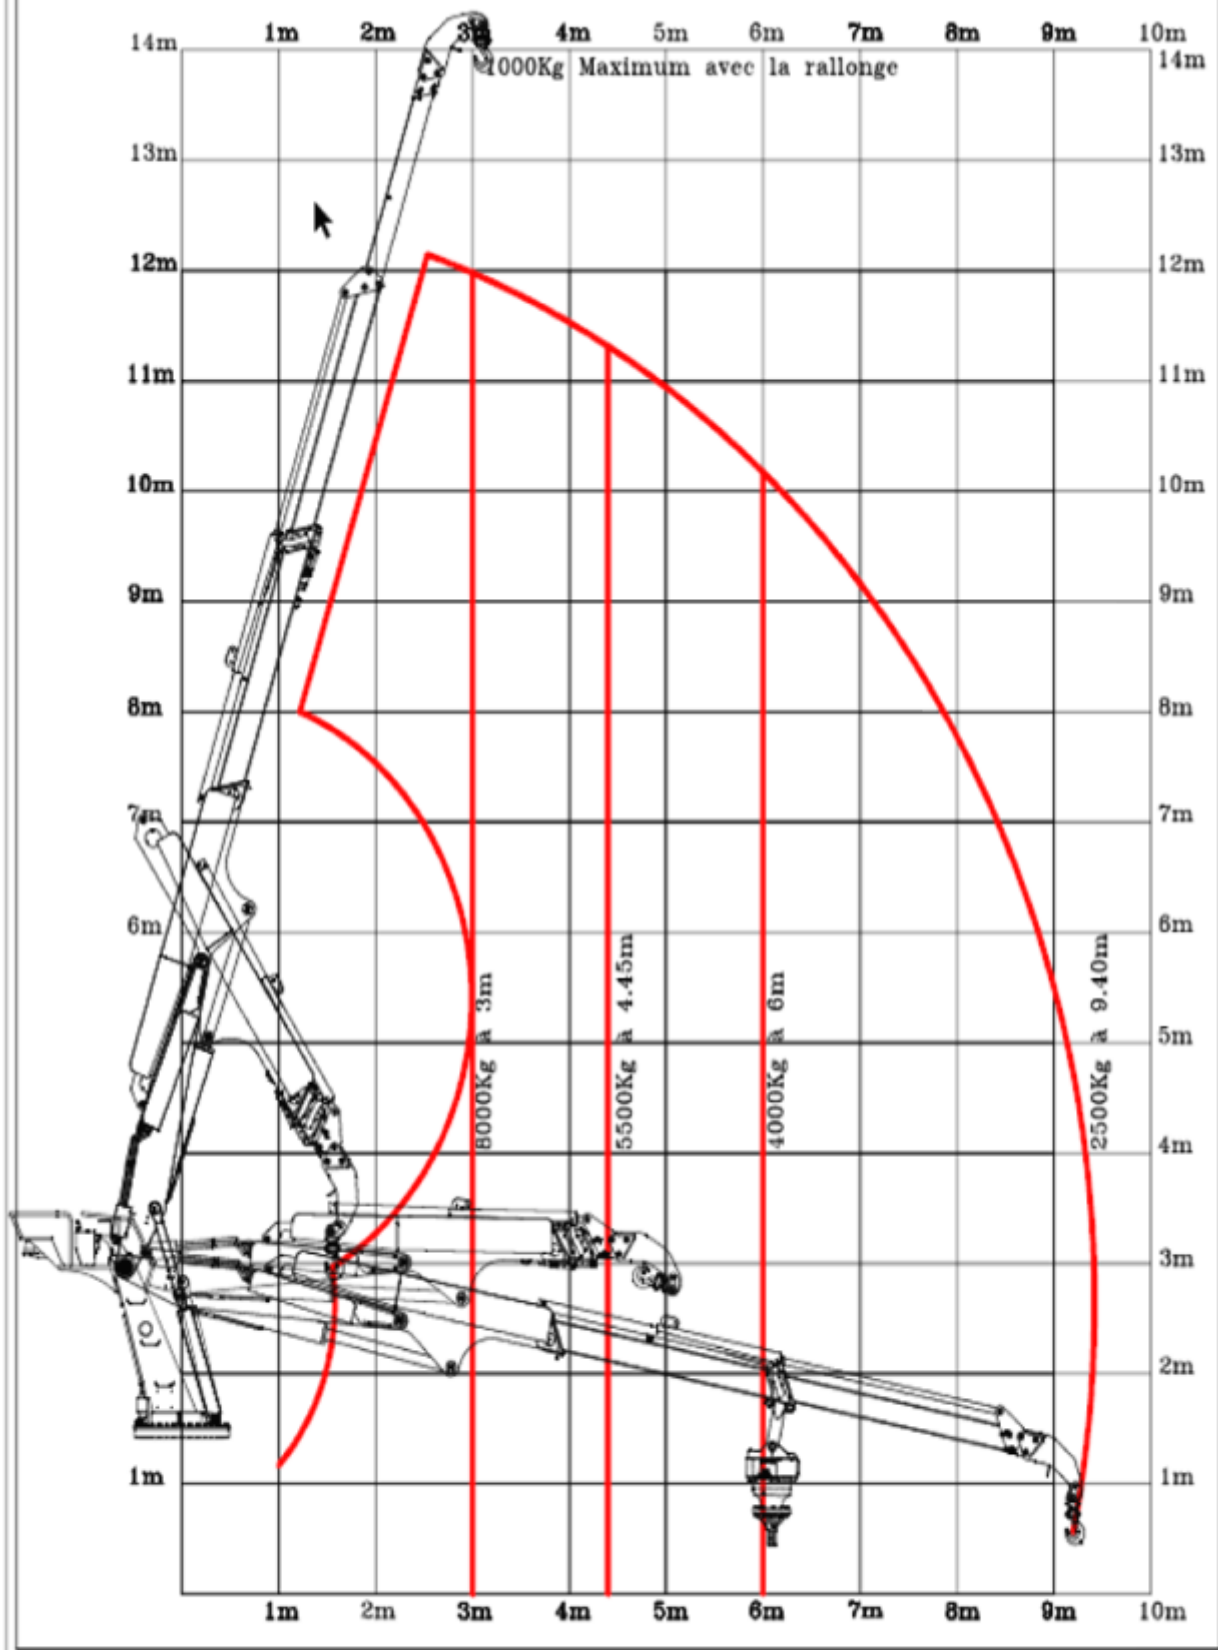 1m 2m 3m 4m 5m 6m 7m 8m 9m 10m
14m 14m
1000Kg Maximum avec la rallonge
13m 13m
12m 12m
11m 11m
10m 10m
9m 9m
8m 8m
7m 7m
6m 6m
8000Kg à 3m
5500Kg à 4.45m
4000Kg à 6m
2500Kg à 9.40m
5m
4m
3m
2m
1m 1m
1m 2m 3m 4m 5m 6m 7m 8m 9m 10m